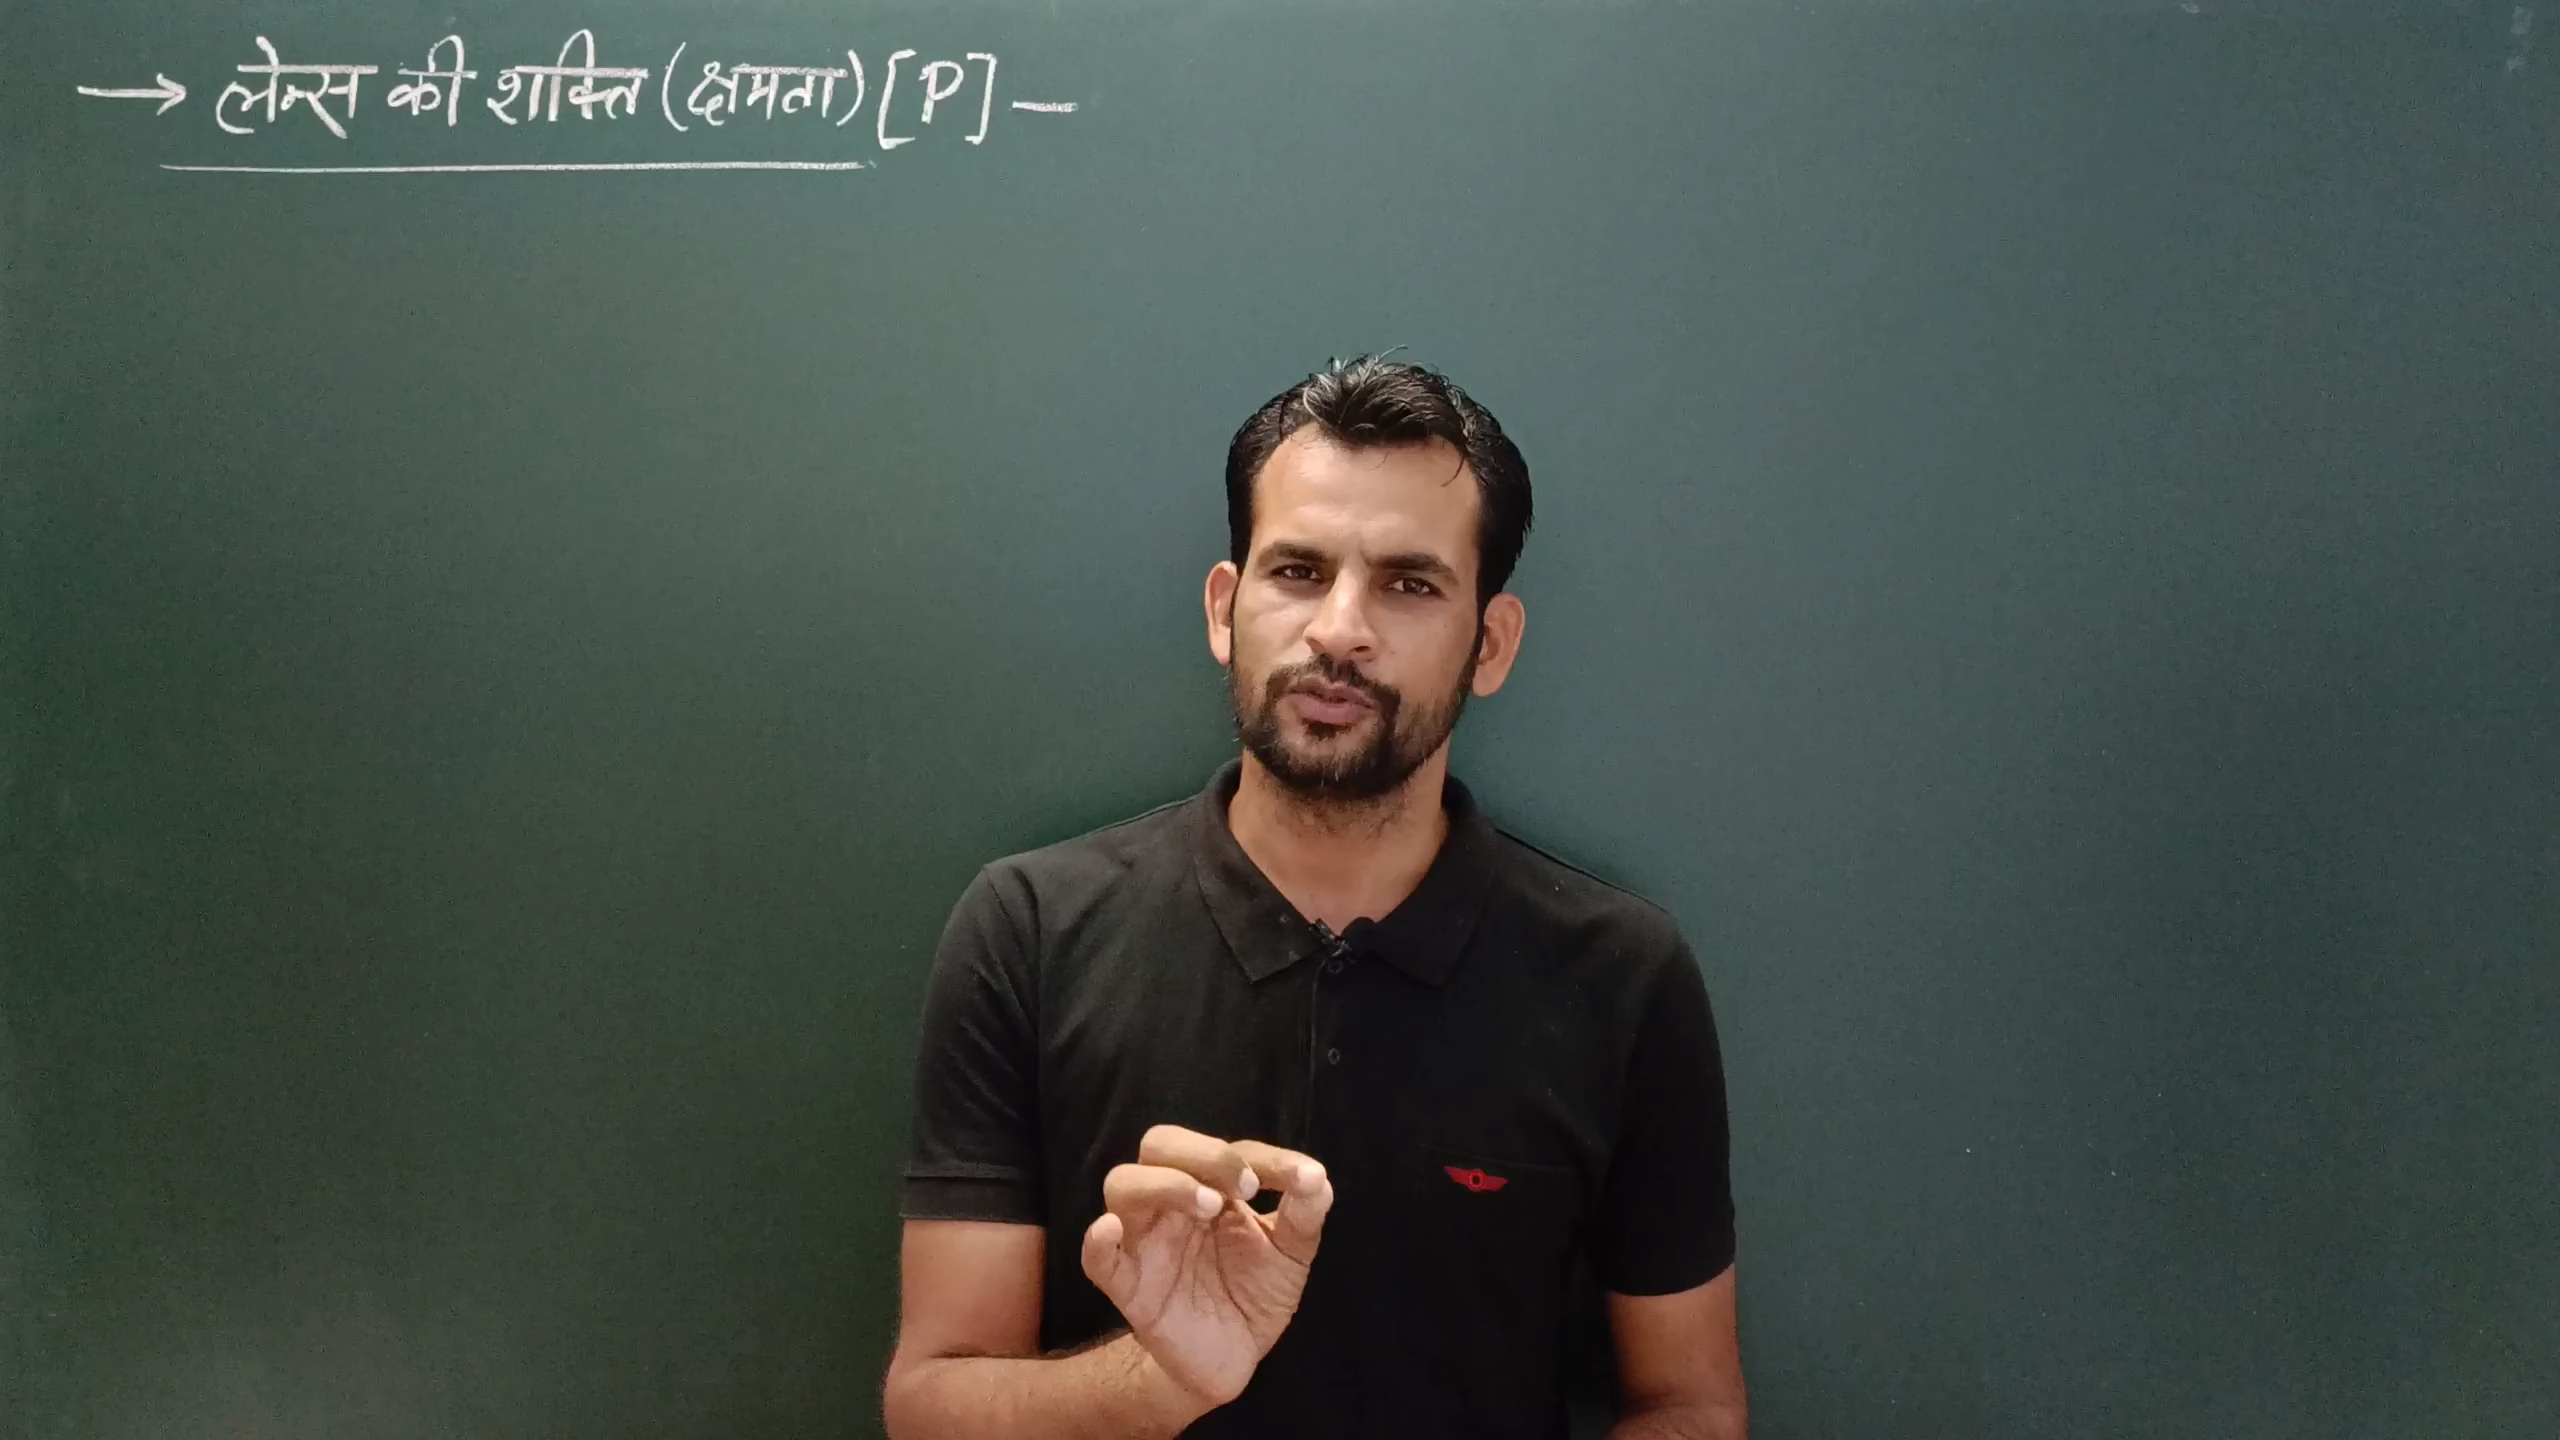 → लेन्स की शक्ति (क्षमता) [P] —